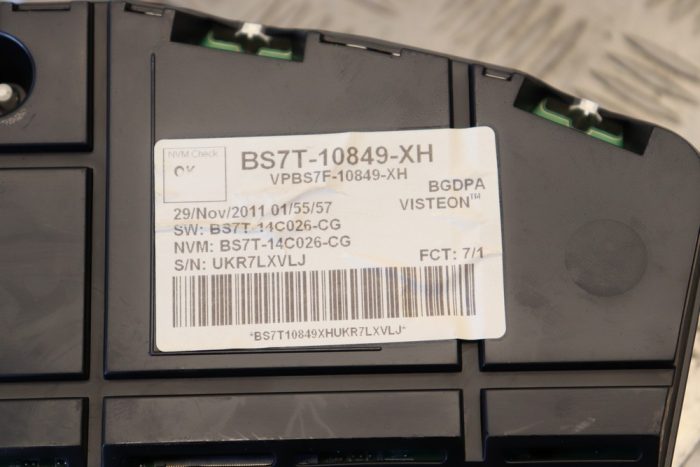 NVM Check
OK
BS7T-10849-XH
VPBS7F-10849-XH
BGDPA
29/Nov/2011 01/55/57
VISTEON™
SW: BS7T-14C026-CG
NVM: BS7T-14C026-CG
S/N: UKR7LXVLJ
FCT: 7/1
*BS7T10849XHUKR7LXVLJ*